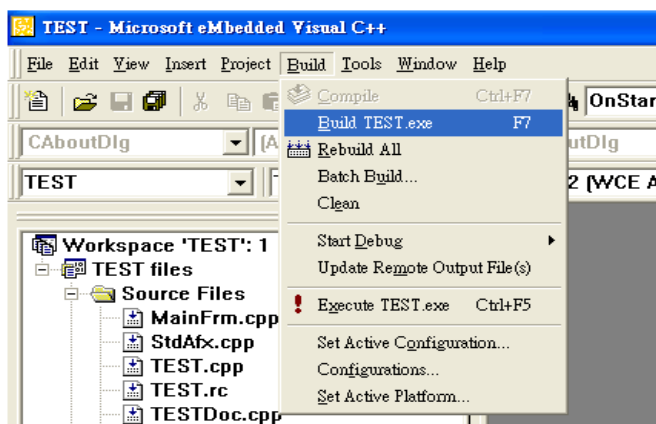 TEST - Microsoft eMbedded Visual C++
File Edit View Insert Project Build Tools Window Help
Compile Ctrl+F7
OnStar
Build TEST.exe F7
CAboutDlg
utDlg
Rebuild All
TEST
Batch Build...
2 [WCE A
Clean
Workspace 'TEST': 1
Start Debug
TEST files
Update Remote Output File(s)
Source Files
Execute TEST.exe Ctrl+F5
MainFrm.cpp
StdAfx.cpp
Set Active Configuration...
TEST.cpp
Configurations...
TEST.rc
Set Active Platform...
TESTDoc.cpp